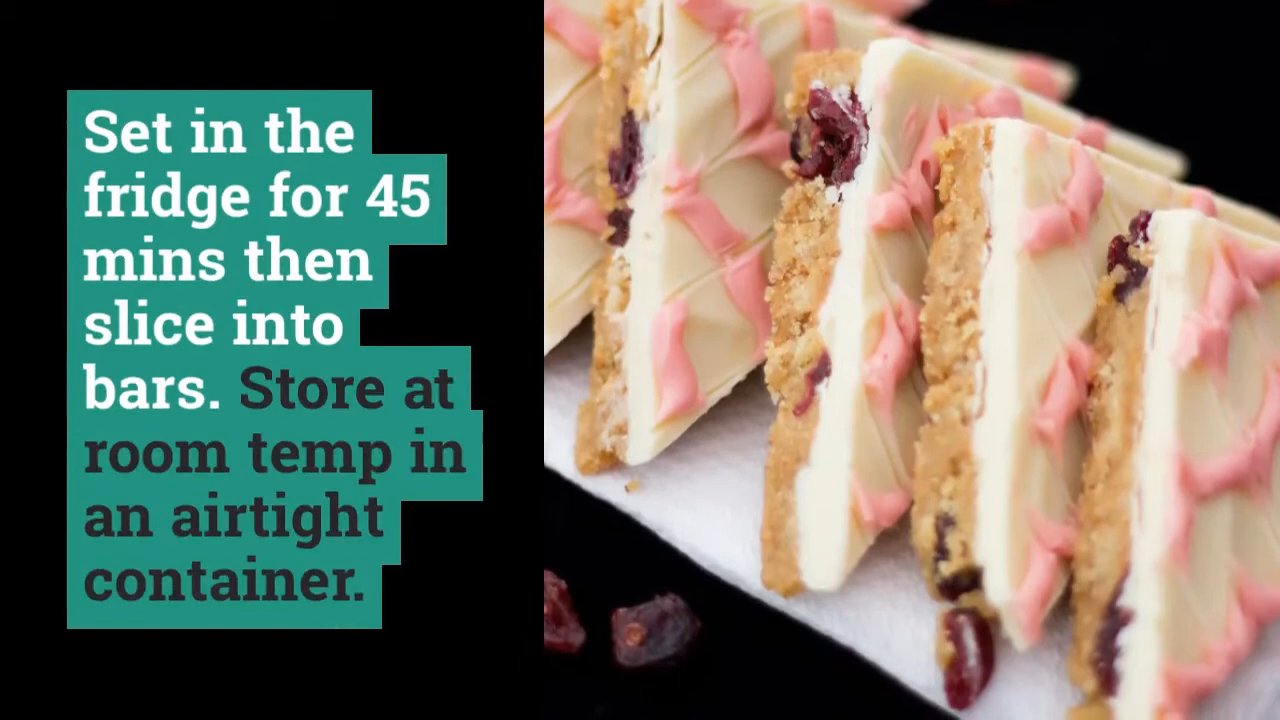 Set in the
fridge for 45
mins then
slice into
bars. Store at
room temp in
an airtight
container.